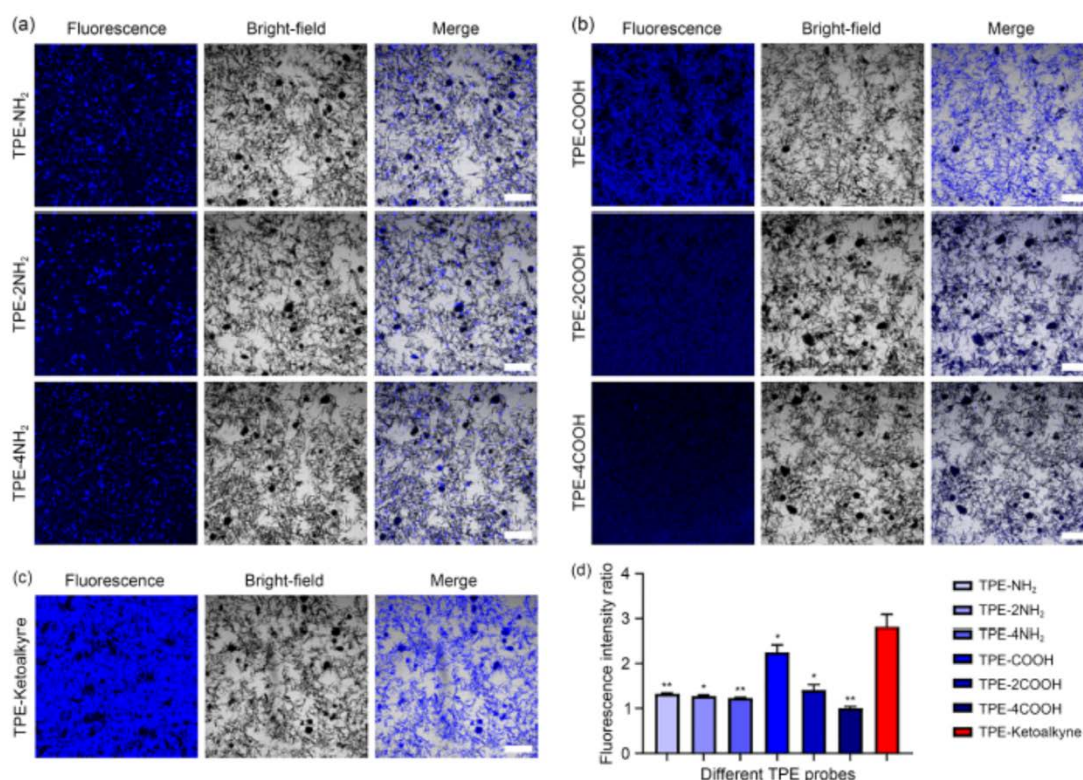 (a)
Fluorescence Bright-field Merge
TPE-NH₂
TPE-2NH₂
TPE-4NH₂
(b)
Fluorescence Bright-field Merge
TPE-COOH
TPE-2COOH
TPE-4COOH
(c)
Fluorescence Bright-field Merge
TPE-Ketoalkyne
(d)
Fluorescence intensity ratio
4
3
2
1
0
** * ** * * **
Different TPE probes
TPE-NH₂
TPE-2NH₂
TPE-4NH₂
TPE-COOH
TPE-2COOH
TPE-4COOH
TPE-Ketoalkyne